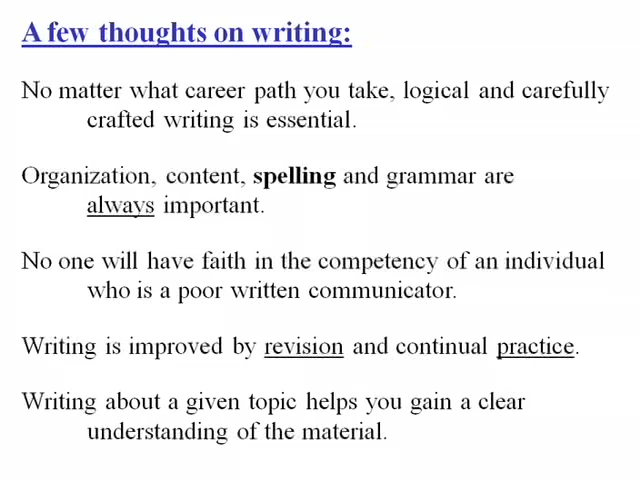 A few thoughts on writing:
No matter what career path you take, logical and carefully
crafted writing is essential.
Organization, content, spelling and grammar are
always important.
No one will have faith in the competency of an individual
who is a poor written communicator.
Writing is improved by revision and continual practice.
Writing about a given topic helps you gain a clear
understanding of the material.